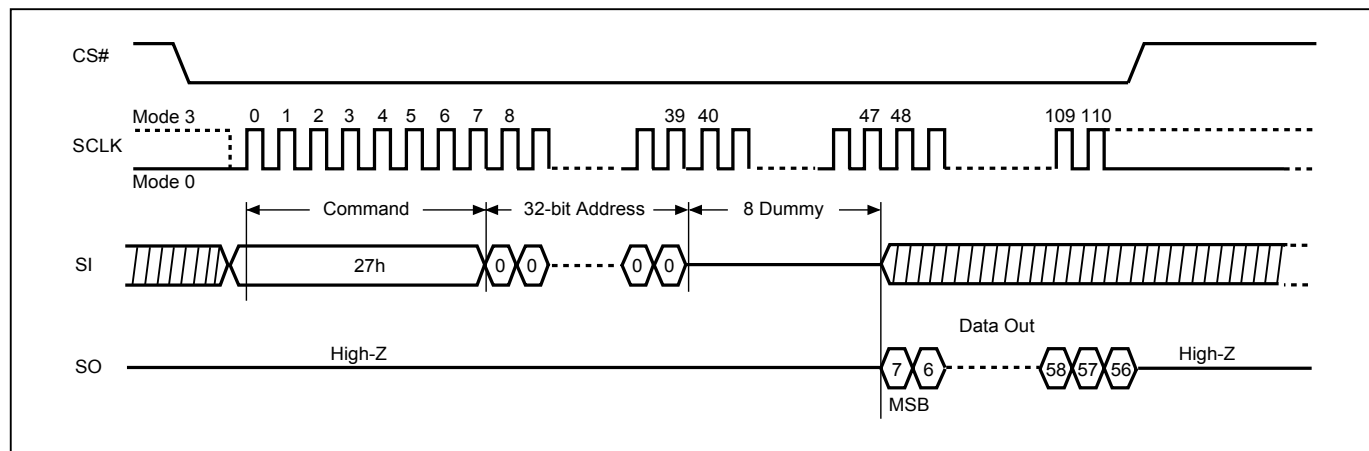 CS#
Mode 3
0 1 2 3 4 5 6 7 8 39 40 47 48 109 110
SCLK
Mode 0
Command 32-bit Address 8 Dummy
SI 27h 0 0 0 0
Data Out
SO High-Z 7 6 58 57 56 High-Z
MSB